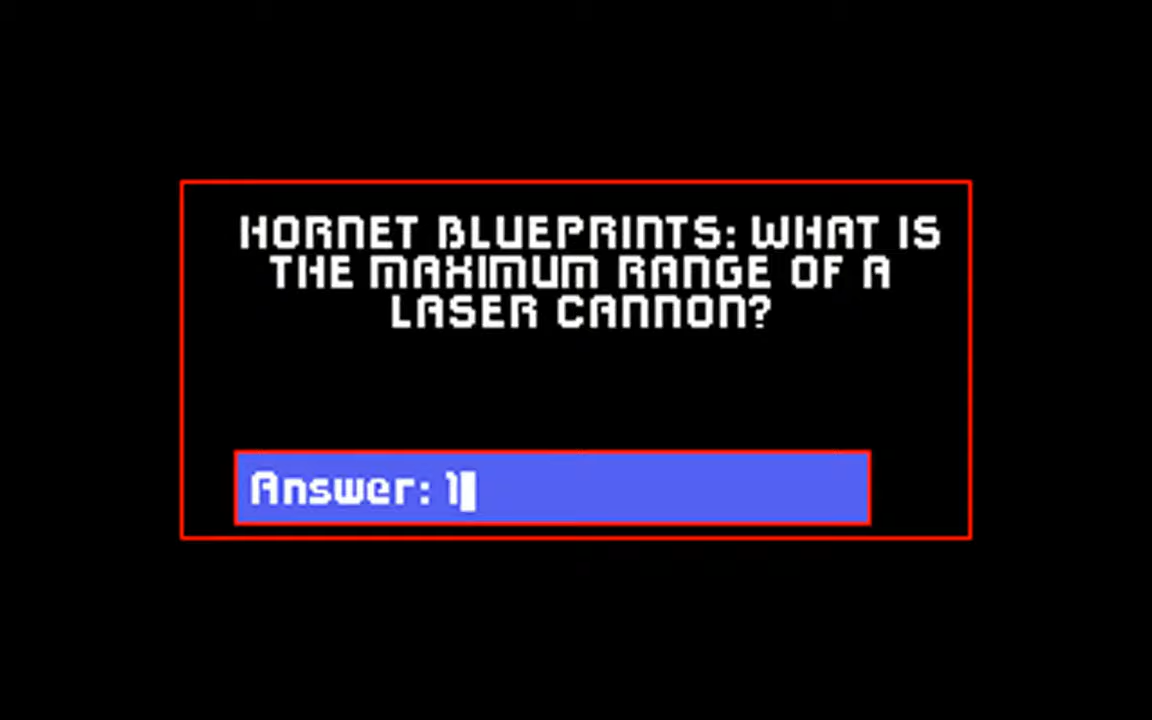 HORNET BLUEPRINTS: WHAT IS
THE MAXIMUM RANGE OF A
LASER CANNON?
Answer: 1